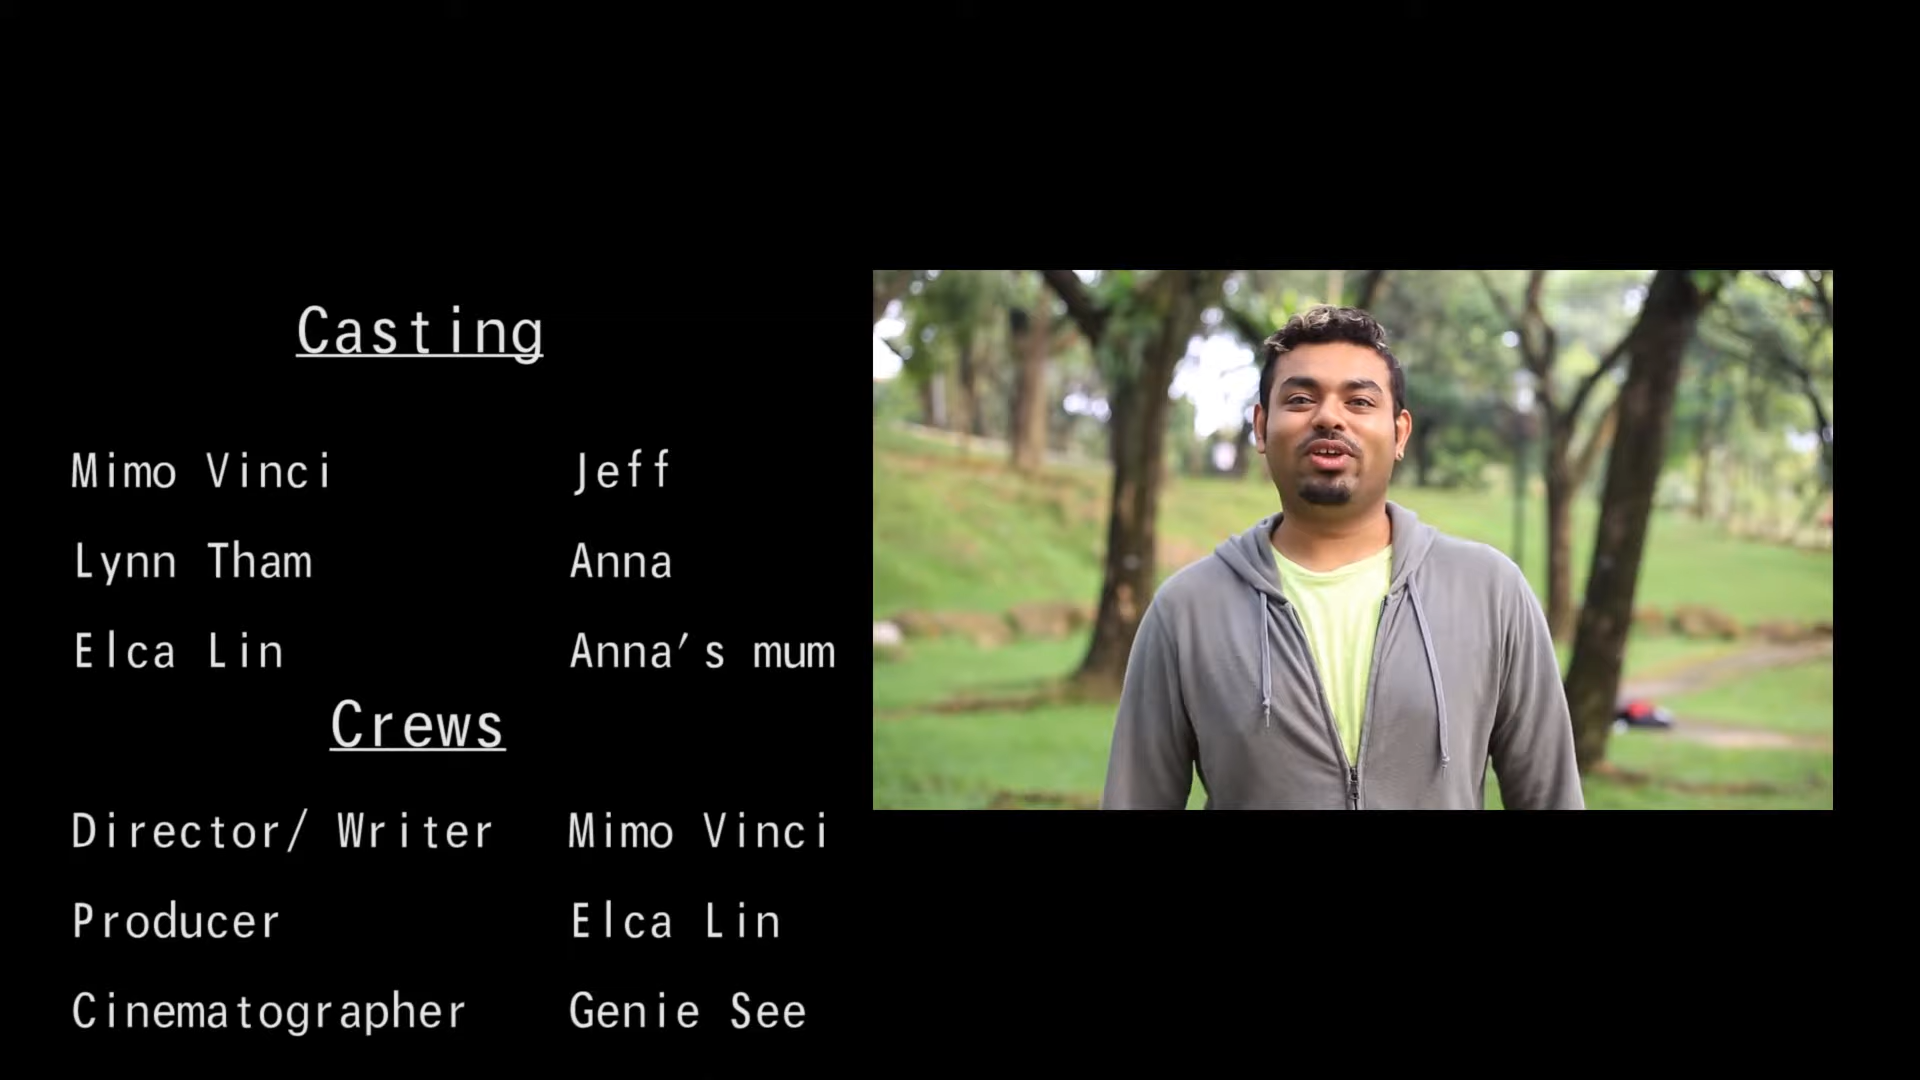 Casting
Mimo Vinci Jeff
Lynn Tham Anna
Elca Lin Anna's mum
Crews
Director/ Writer Mimo Vinci
Producer Elca Lin
Cinematographer Genie See